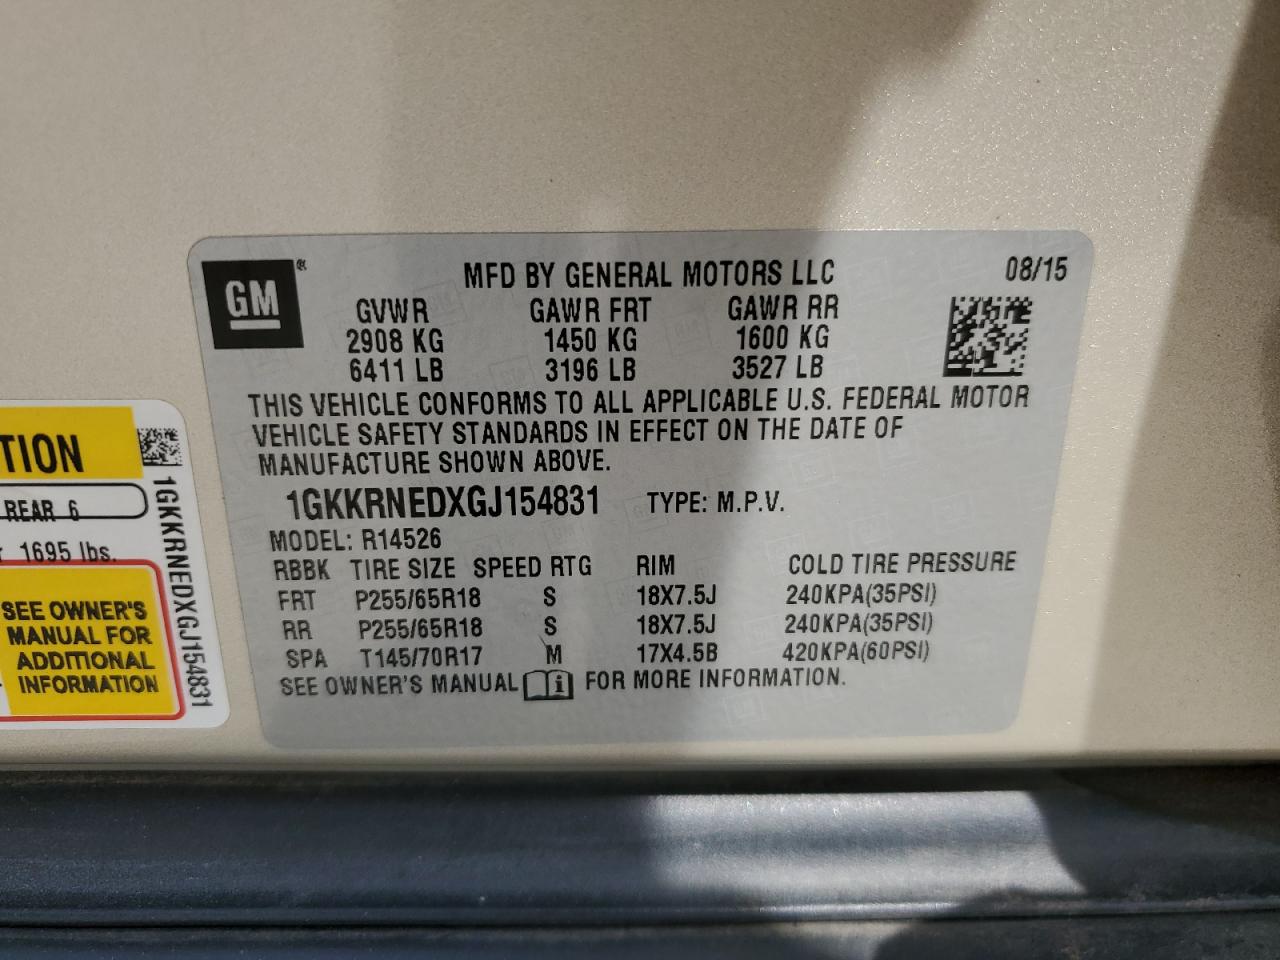 GM
MFD BY GENERAL MOTORS LLC 08/15
GVWR GAWR FRT GAWR RR
2908 KG 1450 KG 1600 KG
6411 LB 3196 LB 3527 LB
THIS VEHICLE CONFORMS TO ALL APPLICABLE U.S. FEDERAL MOTOR
VEHICLE SAFETY STANDARDS IN EFFECT ON THE DATE OF
MANUFACTURE SHOWN ABOVE.
1GKKRNEDXGJ154831 TYPE: M.P.V.
MODEL: R14526
RBBK TIRE SIZE SPEED RTG RIM COLD TIRE PRESSURE
FRT P255/65R18 S 18X7.5J 240KPA(35PSI)
RR P255/65R18 S 18X7.5J 240KPA(35PSI)
SPA T145/70R17 M 17X4.5B 420KPA(60PSI)
SEE OWNER'S MANUAL i FOR MORE INFORMATION.
TION
REAR 6
1695 lbs.
SEE OWNER'S
MANUAL FOR
ADDITIONAL
INFORMATION
1GKKRNEDXGJ154831